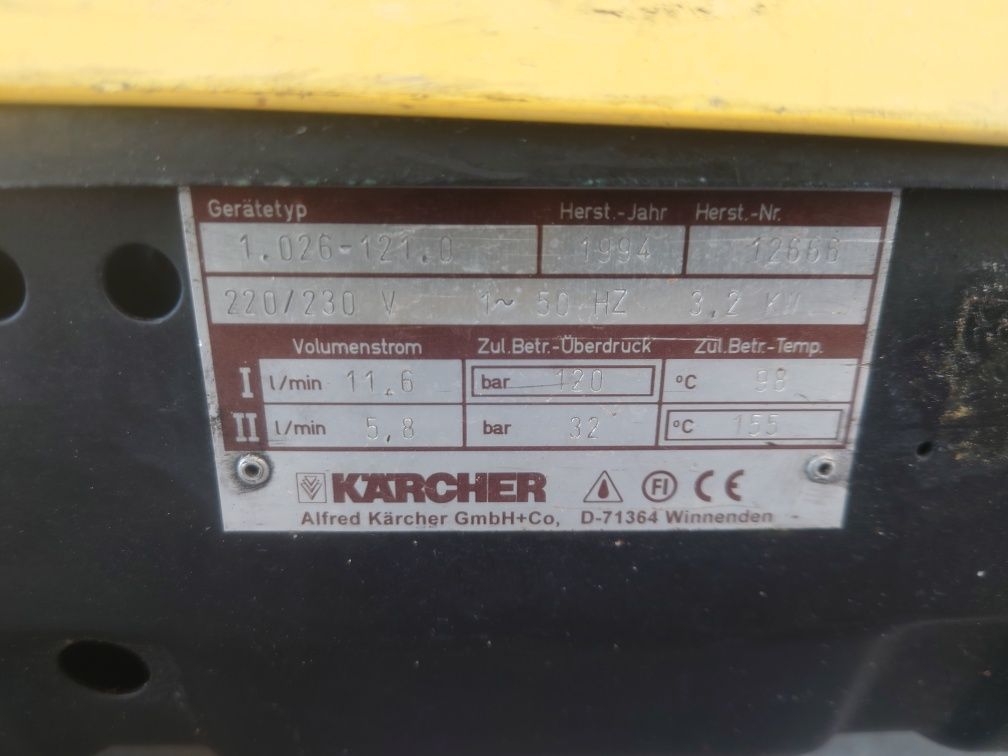 Gerätetyp Herst.-Jahr Herst.-Nr.
1.026-121.0 1994 12666
220/230 V 1~ 50 HZ 3,2 KW
Volumenstrom Zul.Betr.-Überdruck Zul.Betr.-Temp.
I l/min 11,6 bar 120 °C 98
II l/min 5,8 bar 32 °C 155
KÄRCHER FI CE
Alfred Kärcher GmbH+Co, D-71364 Winnenden